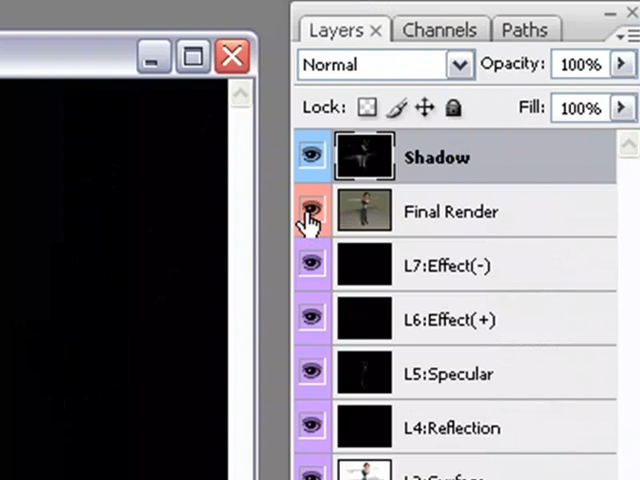 Layers × Channels Paths
Normal Opacity: 100%
Lock: Fill: 100%
Shadow
Final Render
L7:Effect(-)
L6:Effect(+)
L5:Specular
L4:Reflection